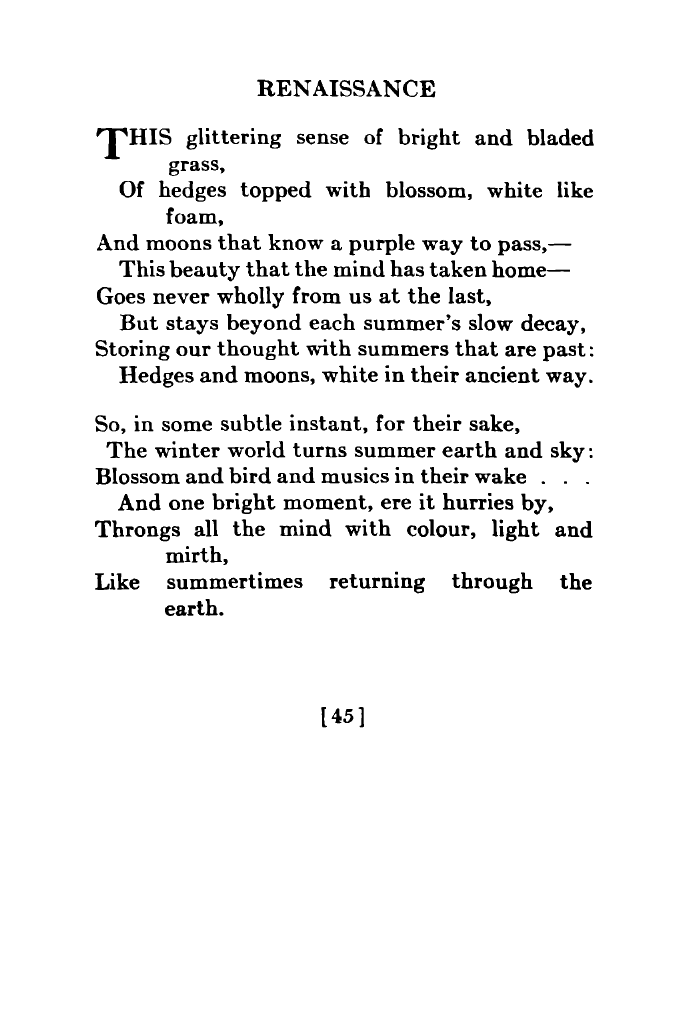 RENAISSANCE
THIS glittering sense of bright and bladed
grass,
Of hedges topped with blossom, white like
foam,
And moons that know a purple way to pass,—
This beauty that the mind has taken home—
Goes never wholly from us at the last,
But stays beyond each summer's slow decay,
Storing our thought with summers that are past:
Hedges and moons, white in their ancient way.
So, in some subtle instant, for their sake,
The winter world turns summer earth and sky:
Blossom and bird and musics in their wake . . .
And one bright moment, ere it hurries by,
Throngs all the mind with colour, light and
mirth,
Like summertimes returning through the
earth.
[45]